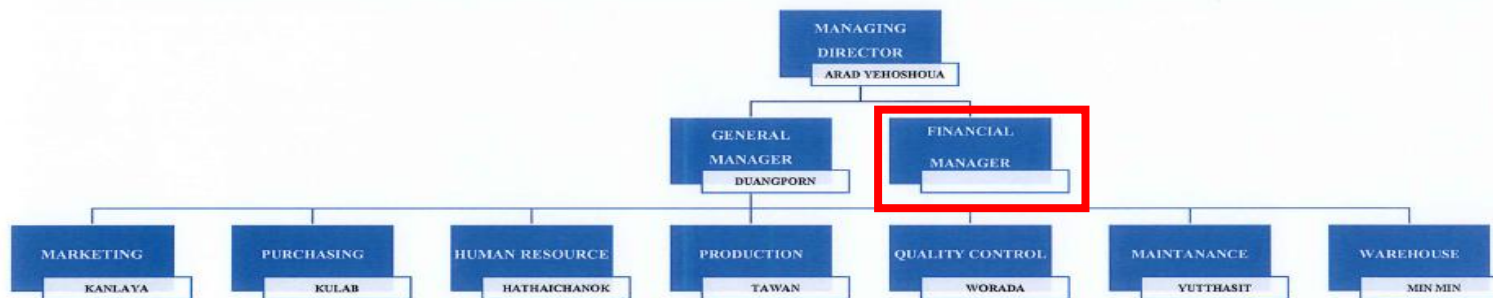 MANAGING
DIRECTOR
ARAD YEHOSHOUA
GENERAL
MANAGER
DUANGPORN
FINANCIAL
MANAGER
MARKETING
KANLAYA
PURCHASING
KULAB
HUMAN RESOURCE
HATHAICHANOK
PRODUCTION
TAWAN
QUALITY CONTROL
WORADA
MAINTANANCE
YUTTHASIT
WAREHOUSE
MIN MIN